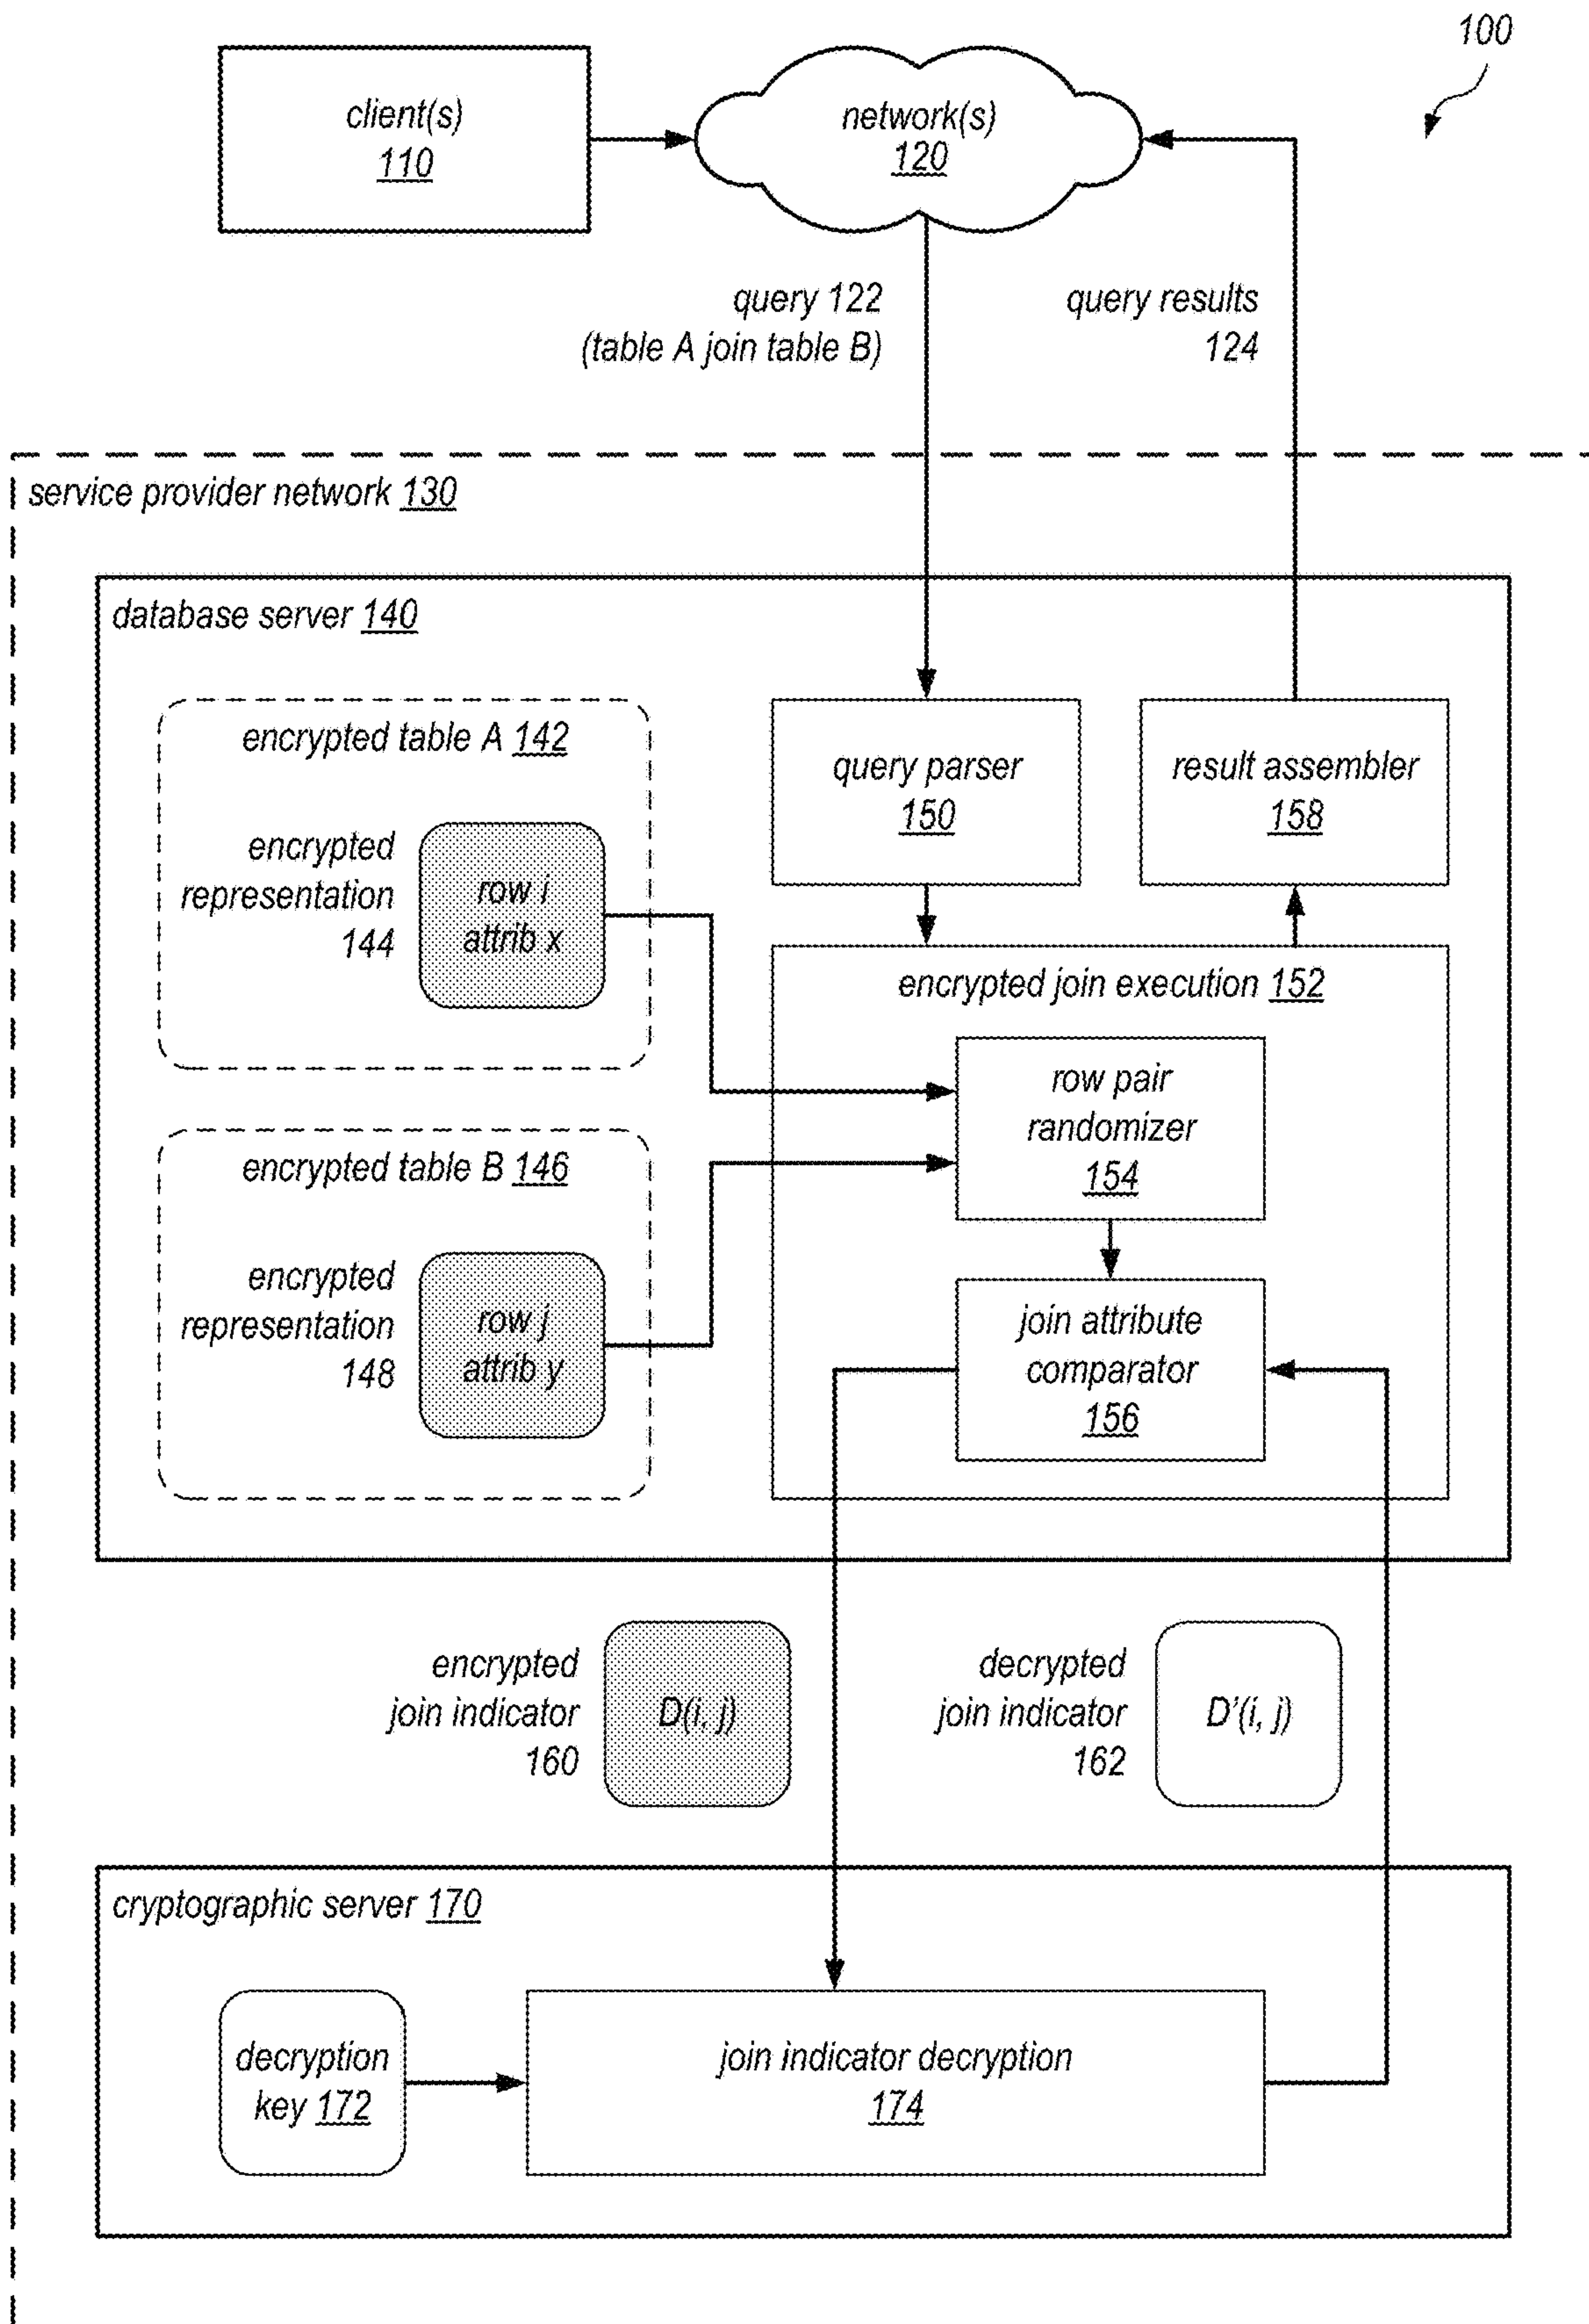 100
client(s)
110
network(s)
120
query 122
(table A join table B)
query results
124
service provider network 130
database server 140
encrypted table A 142
encrypted
representation
144
row i
attrib x
query parser
150
result assembler
158
encrypted join execution 152
row pair
randomizer
154
encrypted table B 146
encrypted
representation
148
row j
attrib y
join attribute
comparator
156
encrypted
join indicator
160
D(i, j)
decrypted
join indicator
162
D'(i, j)
cryptographic server 170
decryption
key 172
join indicator decryption
174